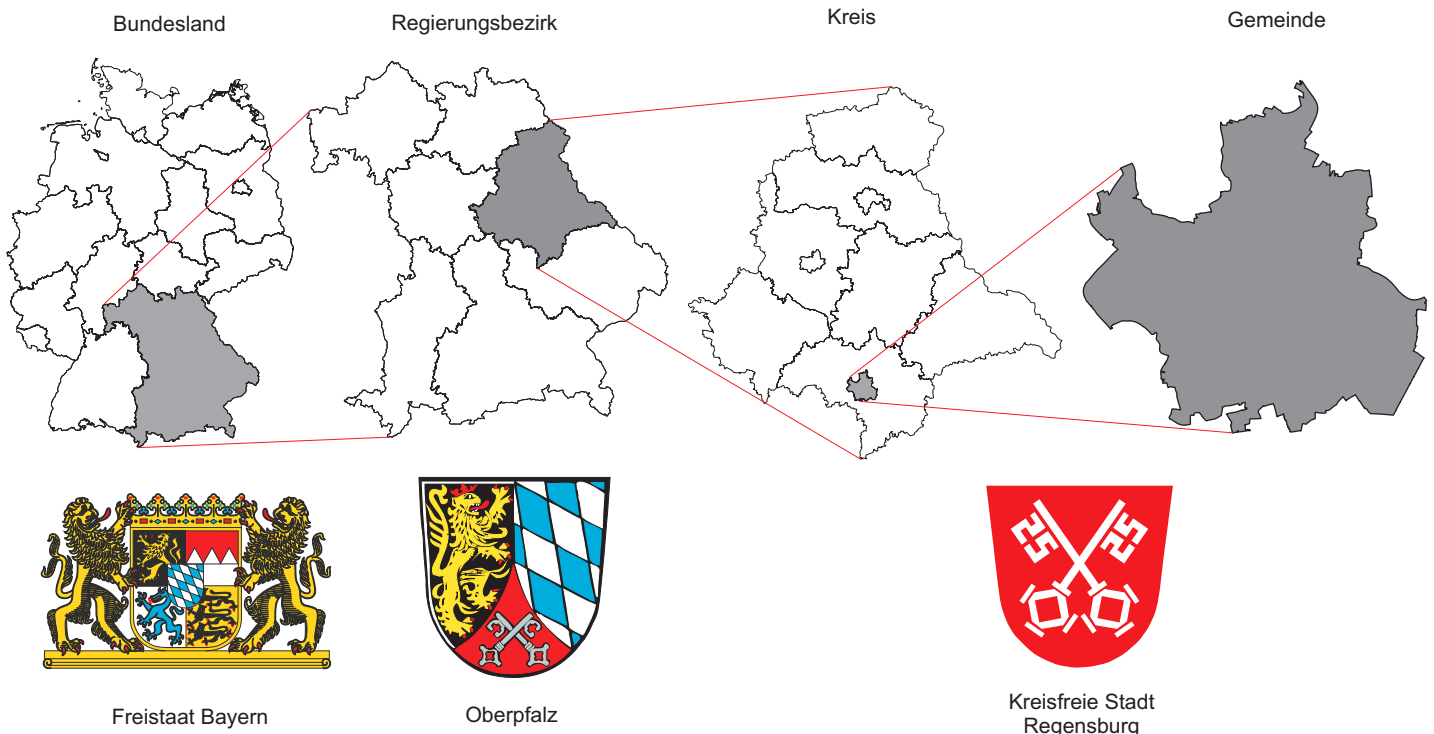 Bundesland
Regierungsbezirk
Kreis
Gemeinde
Freistaat Bayern
Oberpfalz
Kreisfreie Stadt
Regensburg